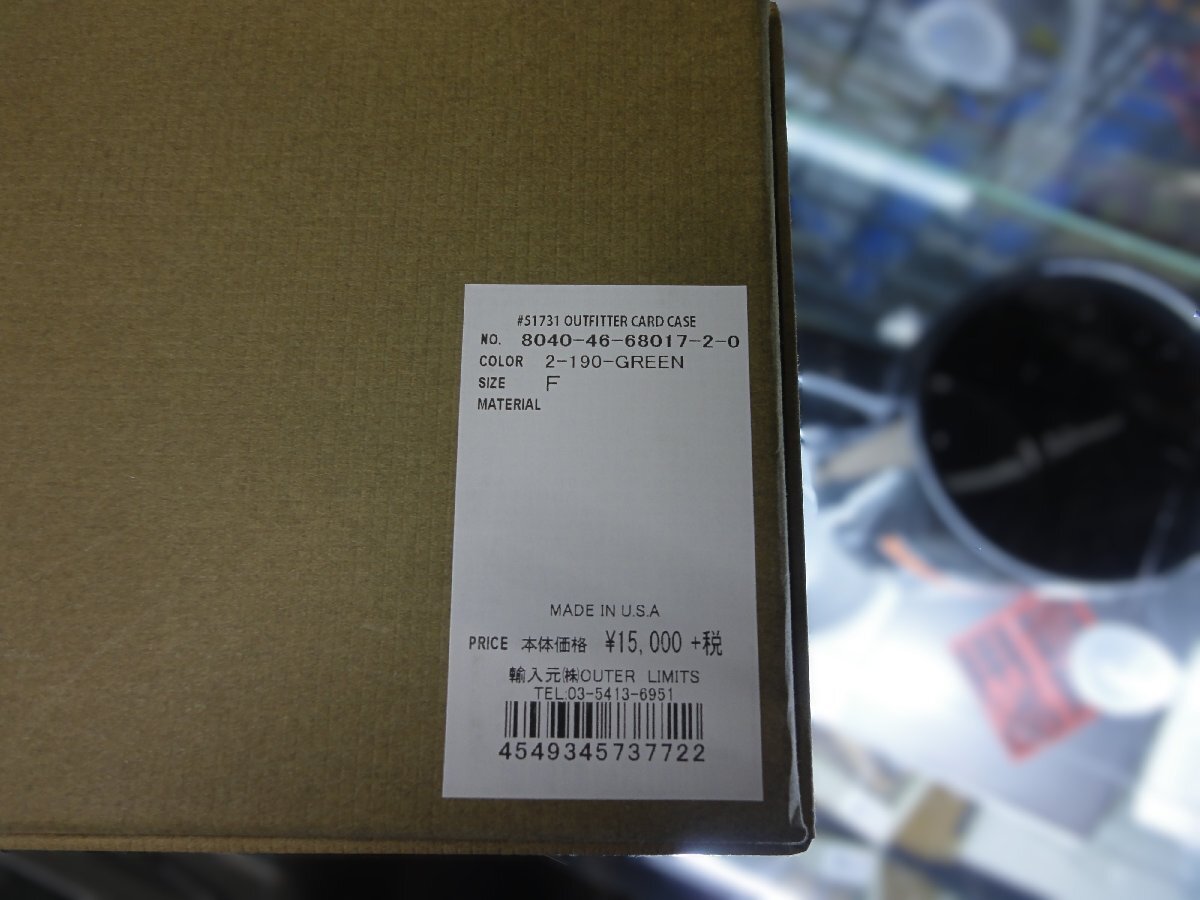 #51731 OUTFITTER CARD CASE
NO. 8040-46-68017-2-0
COLOR 2-190-GREEN
SIZE F
MATERIAL
MADE IN U.S.A
PRICE 本体価格 ¥15,000 +税
輸入元㈱OUTER LIMITS
TEL:03-5413-6951
4549345737722